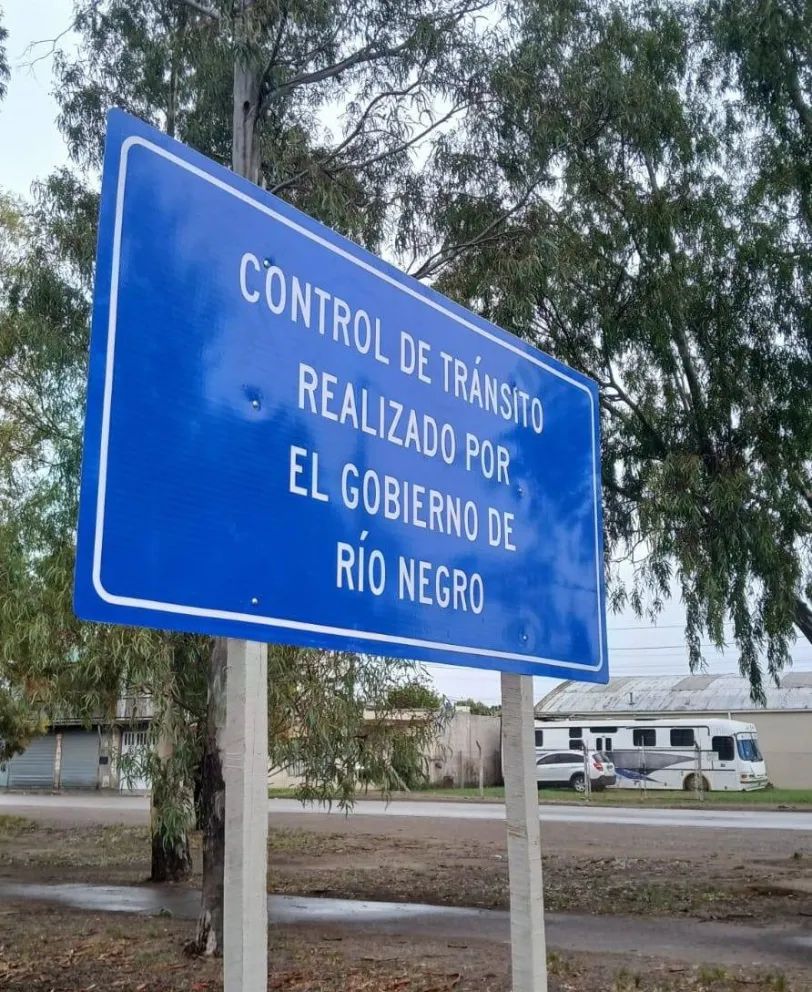 CONTROL DE TRÁNSITO
REALIZADO POR
EL GOBIERNO DE
RÍO NEGRO